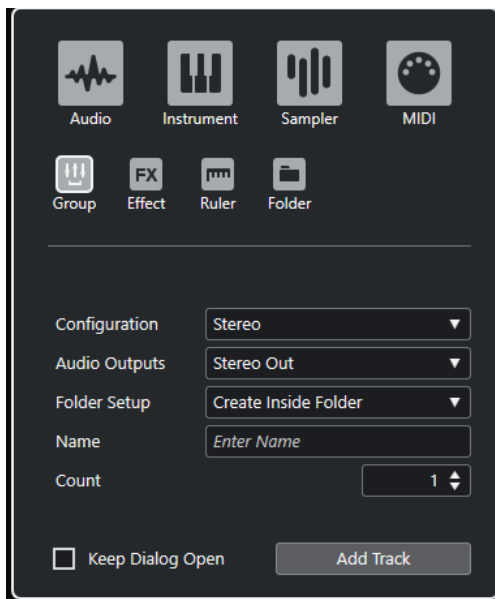 Audio Instrument Sampler MIDI
FX
Group Effect Ruler Folder
Configuration Stereo
Audio Outputs Stereo Out
Folder Setup Create Inside Folder
Name Enter Name
Count 1
Keep Dialog Open Add Track